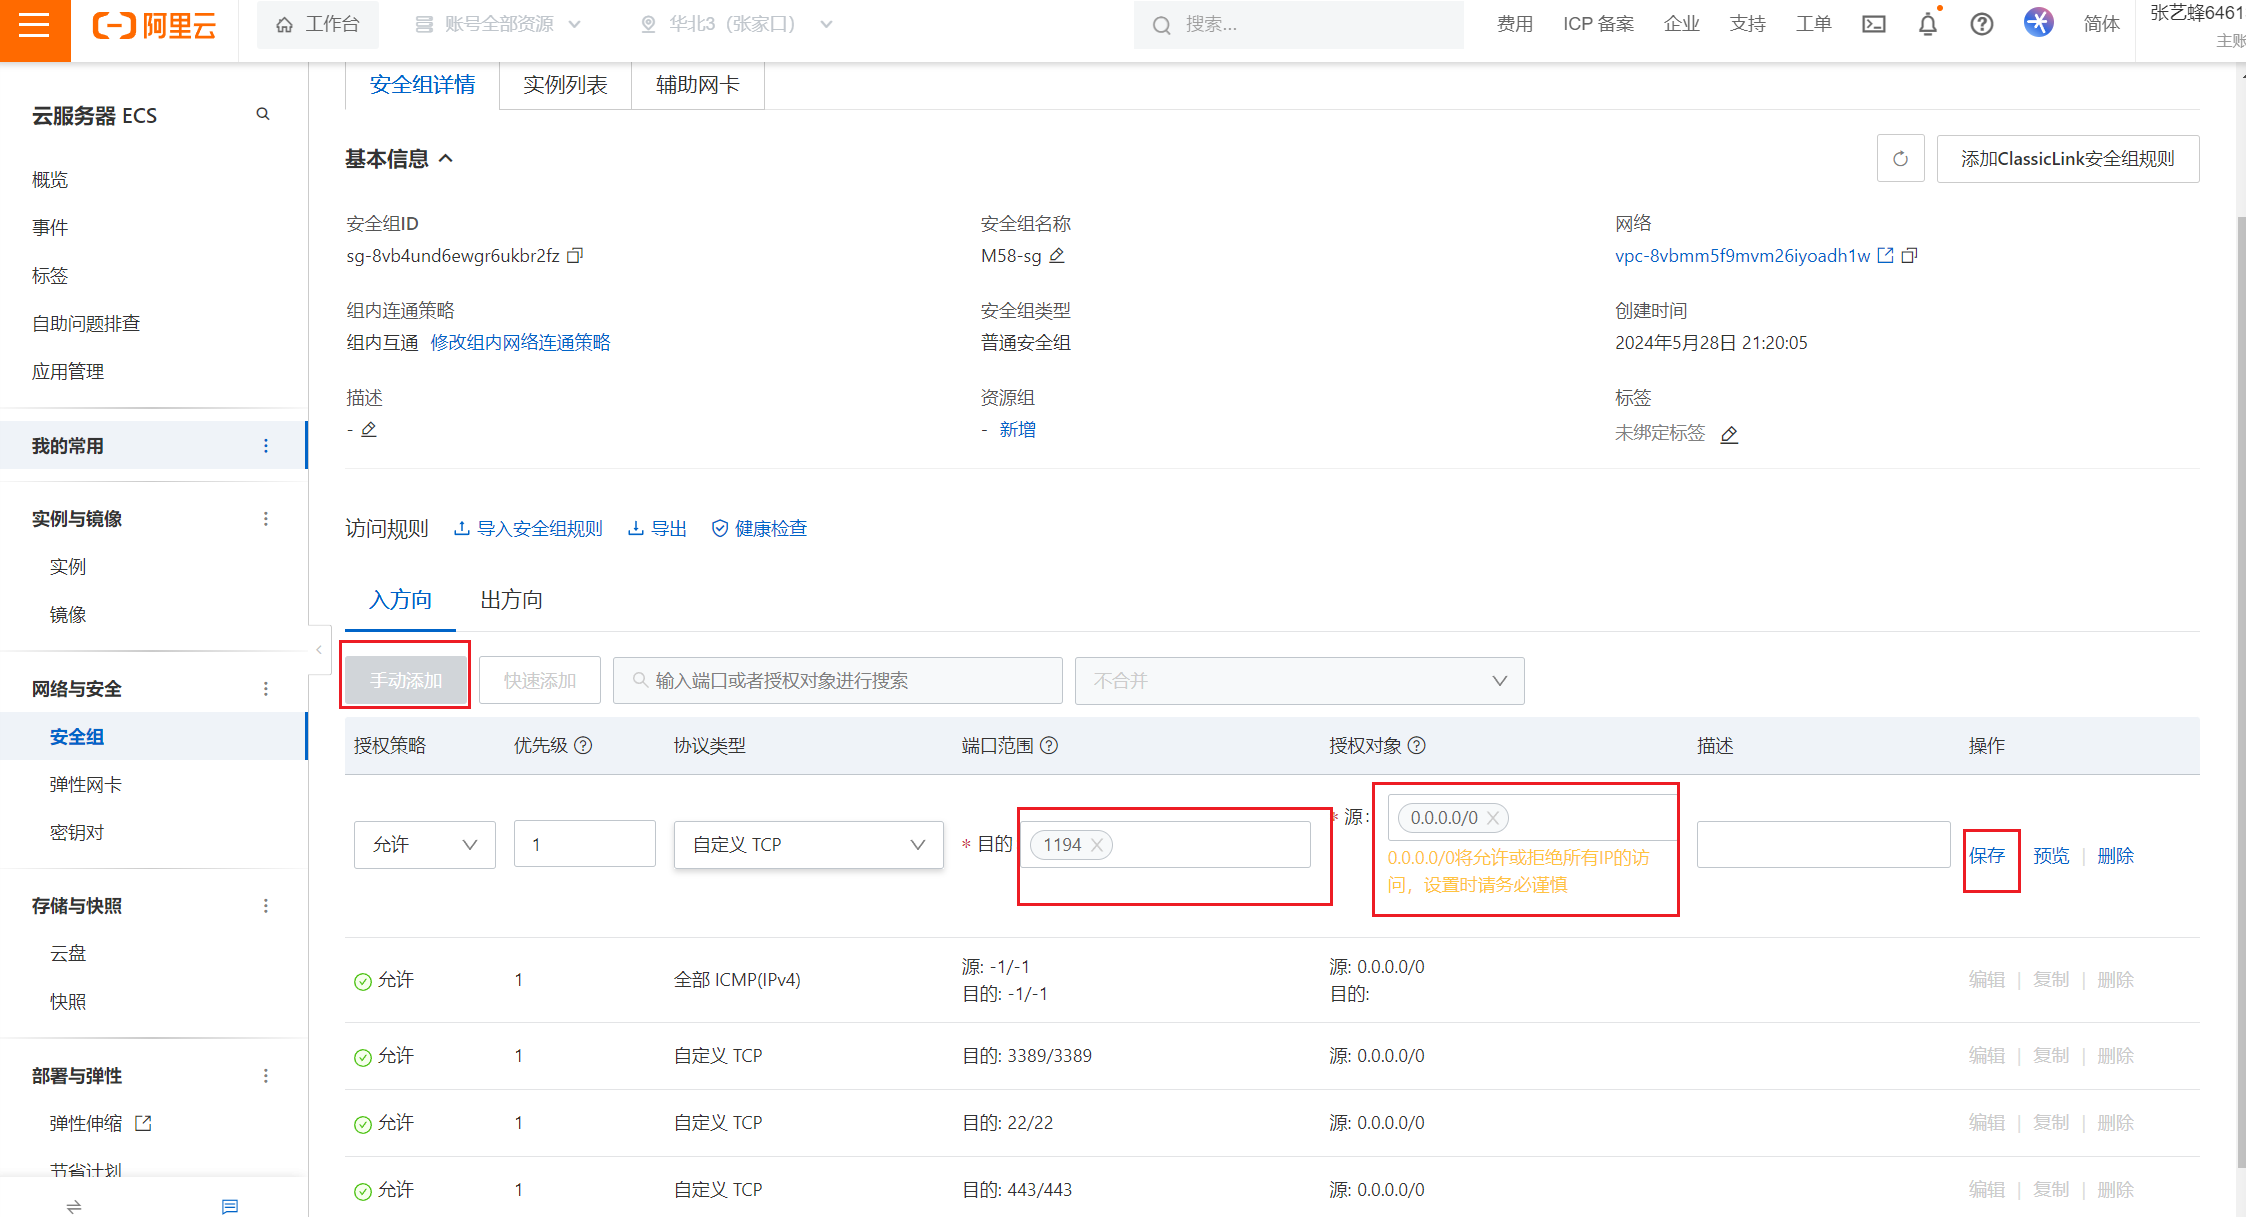 阿里云
工作台
账号全部资源
华北3（张家口）
搜索...
费用
ICP 备案
企业
支持
工单
简体
张艺蜂6461
主账
云服务器 ECS
概览
事件
标签
自助问题排查
应用管理
我的常用
实例与镜像
实例
镜像
网络与安全
安全组
弹性网卡
密钥对
存储与快照
云盘
快照
部署与弹性
弹性伸缩
节省计划
安全组详情
实例列表
辅助网卡
基本信息
添加ClassicLink安全组规则
安全组ID
安全组名称
网络
sg-8vb4und6ewgr6ukbr2fz
M58-sg
vpc-8vbmm5f9mvm26iyoadh1w
组内连通策略
安全组类型
创建时间
组内互通 修改组内网络连通策略
普通安全组
2024年5月28日 21:20:05
描述
资源组
标签
-
- 新增
未绑定标签
访问规则 导入安全组规则 导出 健康检查
入方向 出方向
手动添加 快速添加 输入端口或者授权对象进行搜索 不合并
授权策略 优先级 协议类型 端口范围 授权对象 描述 操作
允许 1 自定义 TCP * 目的 1194 * 源: 0.0.0.0/0
0.0.0.0/0将允许或拒绝所有IP的访
问，设置时请务必谨慎
保存 预览 | 删除
允许 1 全部 ICMP(IPv4) 源: -1/-1 源: 0.0.0.0/0 编辑 | 复制 | 删除
目的: -1/-1 目的:
允许 1 自定义 TCP 目的: 3389/3389 源: 0.0.0.0/0 编辑 | 复制 | 删除
允许 1 自定义 TCP 目的: 22/22 源: 0.0.0.0/0 编辑 | 复制 | 删除
允许 1 自定义 TCP 目的: 443/443 源: 0.0.0.0/0 编辑 | 复制 | 删除